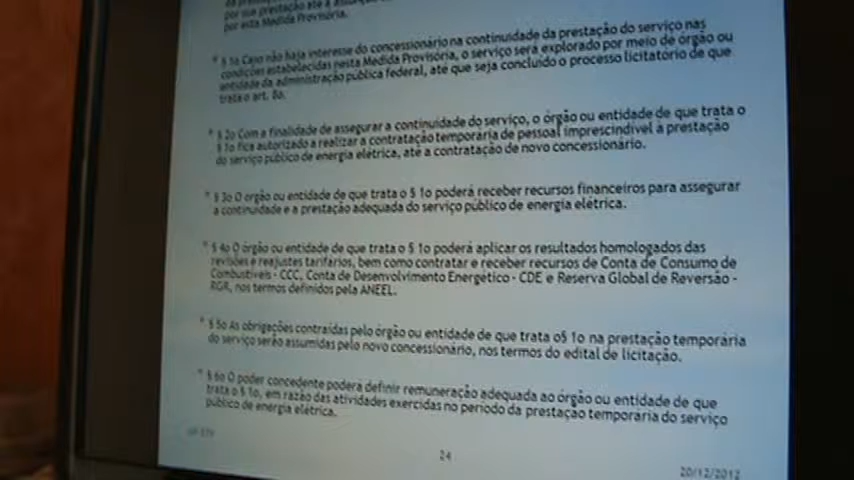 por sua prestação até a
por esta Medida Provisória.
* § 1o Caso não haja interesse do concessionário na continuidade da prestação do serviço nas
condições estabelecidas nesta Medida Provisória, o serviço será explorado por meio de órgão ou
entidade da administração pública federal, até que seja concluído o processo licitatório de que
trata o art. 8o.
* § 2o Com a finalidade de assegurar a continuidade do serviço, o órgão ou entidade de que trata o
§ 1o fica autorizado a realizar a contratação temporária de pessoal imprescindível à prestação
do serviço público de energia elétrica, até a contratação de novo concessionário.
* § 3o O órgão ou entidade de que trata o § 1o poderá receber recursos financeiros para assegurar
a continuidade e a prestação adequada do serviço público de energia elétrica.
* § 4o O órgão ou entidade de que trata o § 1o poderá aplicar os resultados homologados das
revisões e reajustes tarifários, bem como contratar e receber recursos de Conta de Consumo de
Combustíveis - CCC, Conta de Desenvolvimento Energético - CDE e Reserva Global de Reversão -
RGR, nos termos definidos pela ANEEL.
* § 5o As obrigações contraídas pelo órgão ou entidade de que trata o§ 1o na prestação temporária
do serviço serão assumidas pelo novo concessionário, nos termos do edital de licitação.
* § 6o O poder concedente poderá definir remuneração adequada ao órgão ou entidade de que
trata o § 1o, em razão das atividades exercidas no período da prestação temporária do serviço
público de energia elétrica.
24
20/12/2012